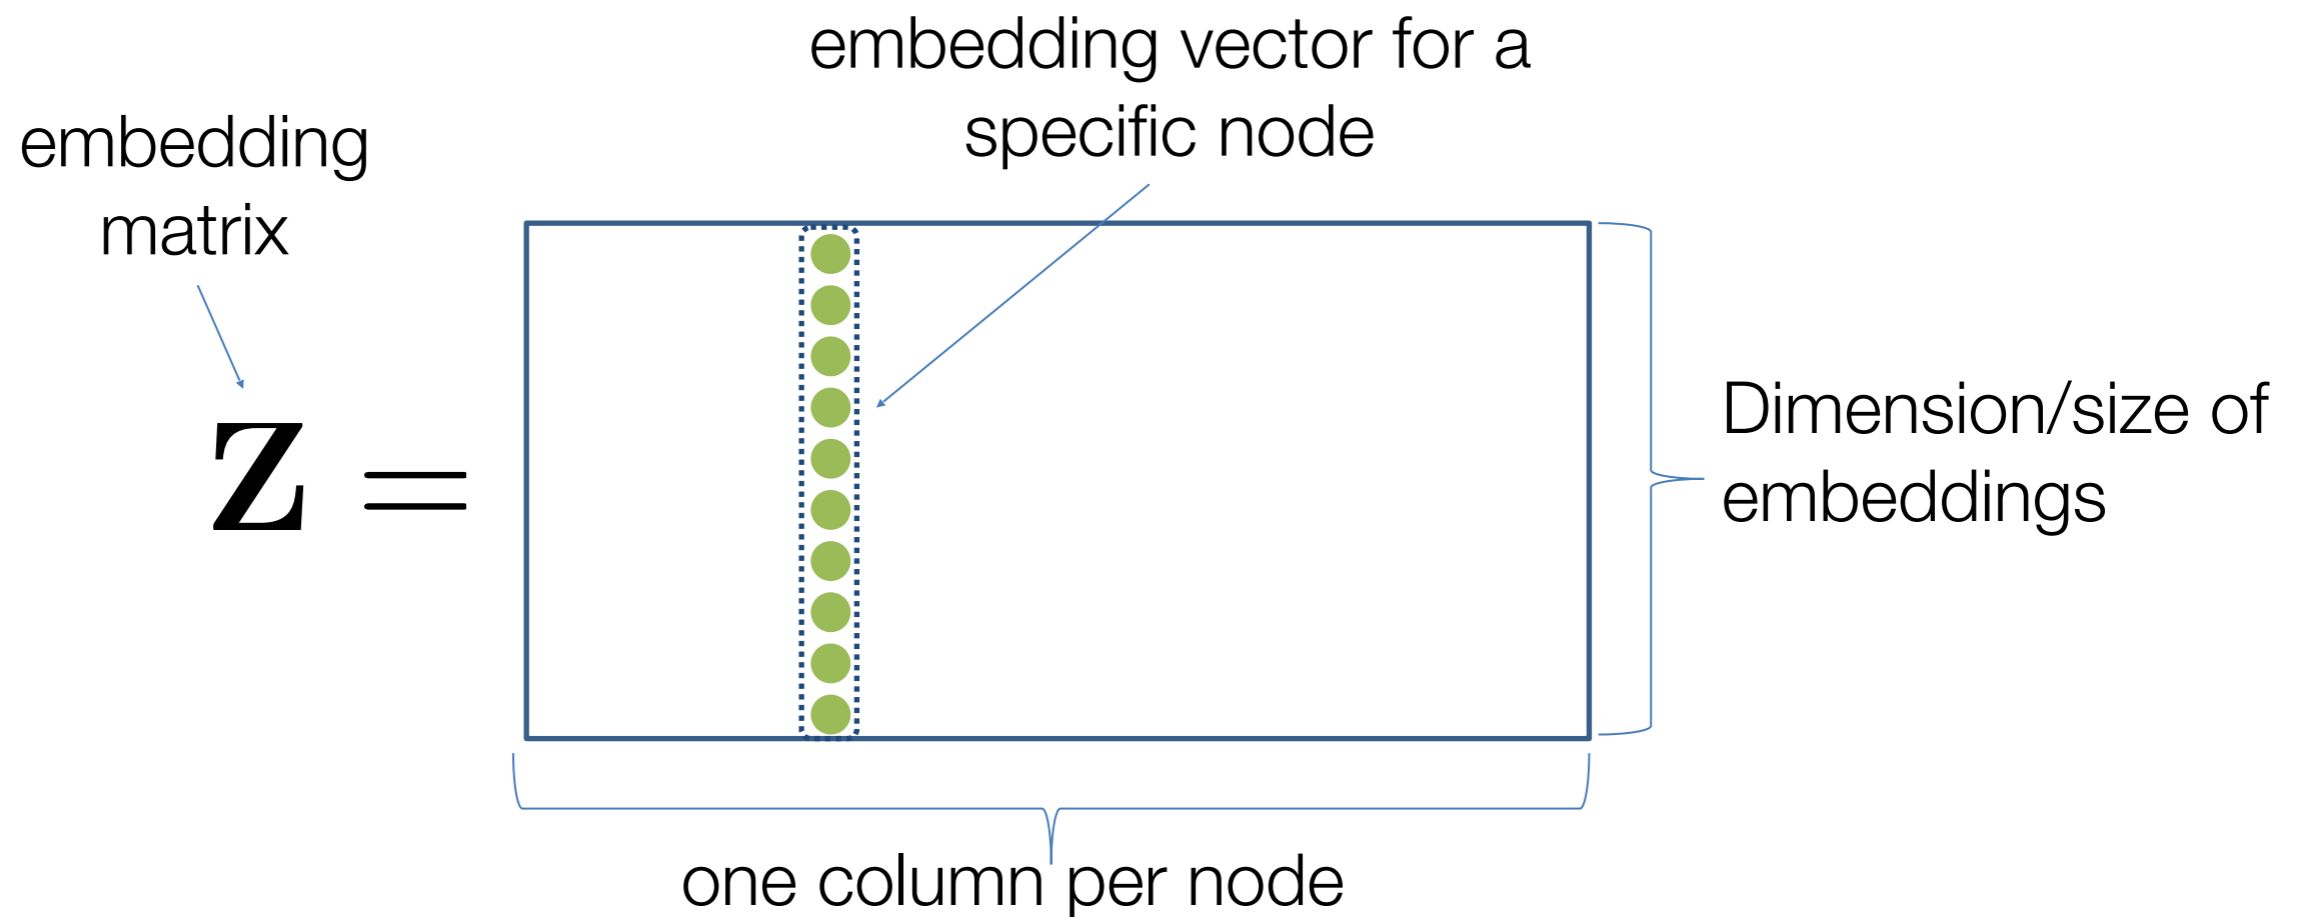 embedding vector for a
specific node
embedding
matrix
Z =
Dimension/size of
embeddings
one column per node